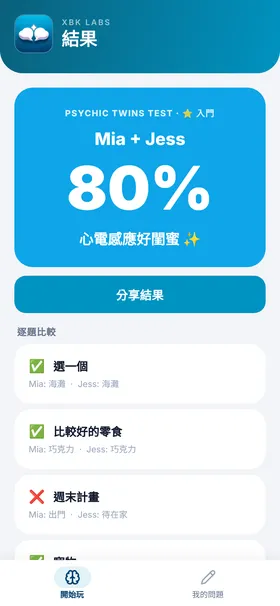 XBK LABS
結果
PSYCHIC TWINS TEST · ⭐ 入門
Mia + Jess
80%
心電感應好閨蜜 ✨
分享結果
逐題比較
✅ 選一個
Mia: 海灘 · Jess: 海灘
✅ 比較好的零食
Mia: 巧克力 · Jess: 巧克力
❌ 週末計畫
Mia: 出門 · Jess: 待在家
開始玩
我的問題